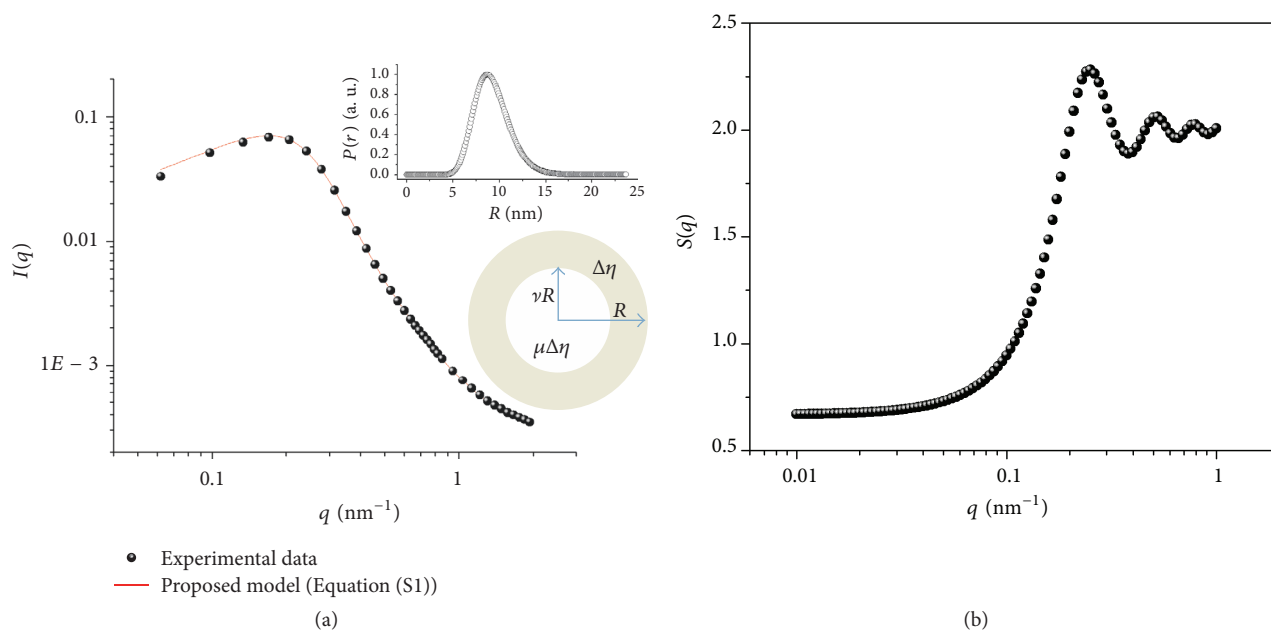 0.1
0.01
1E − 3
I(q)
0.1
1
q (nm⁻¹)
1.0
0.8
0.6
0.4
0.2
0.0
P(r) (a. u.)
0
5
10
15
20
25
R (nm)
Δη
νR
R
μΔη
Experimental data
Proposed model (Equation (S1))
(a)
2.5
2.0
1.5
1.0
0.5
S(q)
0.01
0.1
1
q (nm⁻¹)
(b)